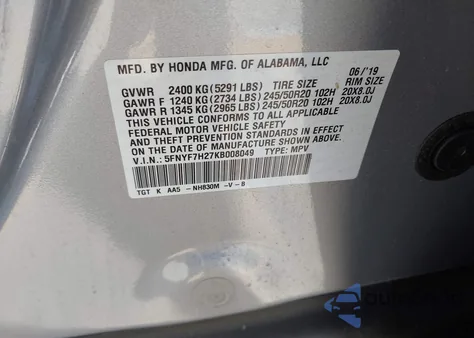 MFD. BY HONDA MFG. OF ALABAMA, LLC
06/'19
GVWR 2400 KG(5291 LBS) TIRE SIZE RIM SIZE
GAWR F 1240 KG(2734 LBS)245/50R20 102H 20X8.0J
GAWR R 1345 KG(2965 LBS)245/50R20 102H 20X8.0J
THIS VEHICLE CONFORMS TO ALL APPLICABLE
FEDERAL MOTOR VEHICLE SAFETY, BUMPER
AND THEFT PREVENTION STANDARDS IN EFFECT
ON THE DATE OF MANUFACTURE SHOWN ABOVE.
V.I.N.: 5FNYF7H27KB008049 TYPE: MPV
TGT K AA5 -NH830M -V-B